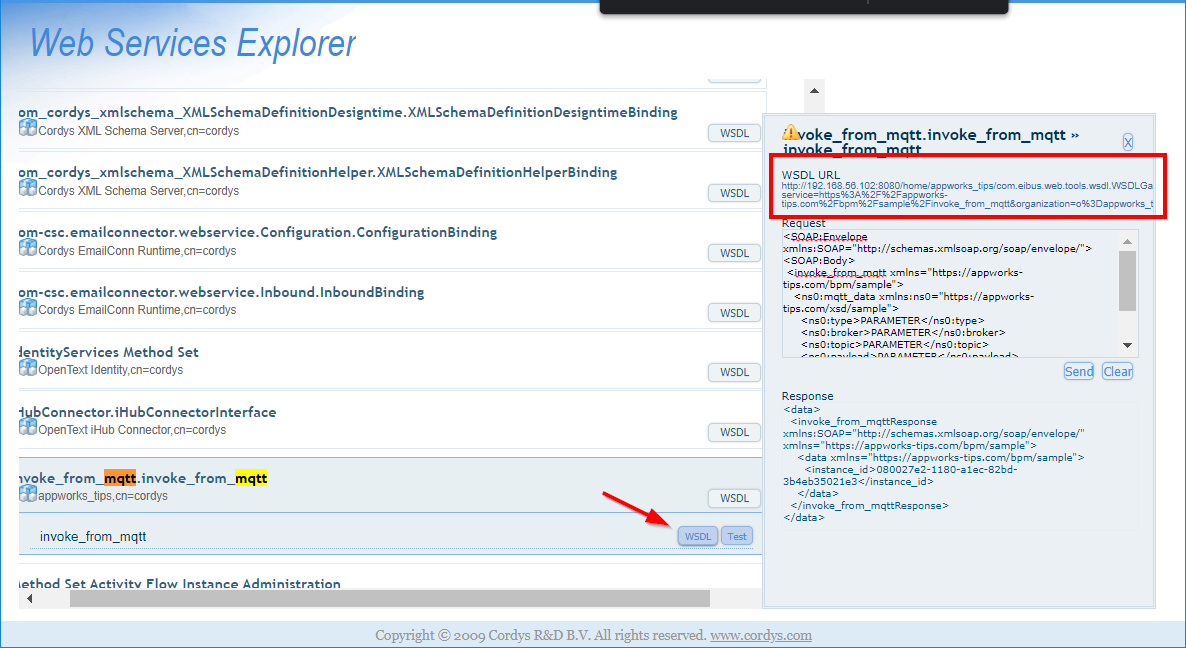 Web Services Explorer
WSDL
om_cordys_xmlschema_XMLSchemaDefinitionDesigntime.XMLSchemaDefinitionDesigntimeBinding
Cordys XML Schema Server,cn=cordys
WSDL
om_cordys_xmlschema_XMLSchemaDefinitionHelper.XMLSchemaDefinitionHelperBinding
Cordys XML Schema Server,cn=cordys
WSDL
om-csc.emailconnector.webservice.Configuration.ConfigurationBinding
Cordys EmailConn Runtime,cn=cordys
WSDL
om-csc.emailconnector.webservice.Inbound.InboundBinding
Cordys EmailConn Runtime,cn=cordys
WSDL
dentityServices Method Set
OpenText Identity,cn=cordys
WSDL
HubConnector.iHubConnectorInterface
OpenText iHub Connector,cn=cordys
WSDL
nvoke_from_mqtt.invoke_from_mqtt
appworks_tips,cn=cordys
WSDL
invoke_from_mqtt
WSDL
Test
Method Set Activity Flow Instance Administration
voke_from_mqtt.invoke_from_mqtt »
invoke_from_mqtt
X
WSDL URL
http://192.168.56.102:8080/home/appworks_tips/com.eibus.web.tools.wsdl.WSDLGa
service=https%3A%2F%2Fappworks-
tips.com%2Fbpm%2Fsample%2Finvoke_from_mqtt&organization=o%3Dappworks_t
Request
<SOAP:Envelope
xmlns:SOAP="http://schemas.xmlsoap.org/soap/envelope/">
<SOAP:Body>
<invoke_from_mqtt xmlns="https://appworks-
tips.com/bpm/sample">
<ns0:mqtt_data xmlns:ns0="https://appworks-
tips.com/xsd/sample">
<ns0:type>PARAMETER</ns0:type>
<ns0:broker>PARAMETER</ns0:broker>
<ns0:topic>PARAMETER</ns0:topic>
<ns0:payload>PARAMETER</ns0:payload>
Send
Clear
Response
<data>
<invoke_from_mqttResponse
xmlns:SOAP="http://schemas.xmlsoap.org/soap/envelope/"
xmlns="https://appworks-tips.com/bpm/sample">
<data xmlns="https://appworks-tips.com/bpm/sample">
<instance_id>080027e2-1180-a1ec-82bd-
3b4eb35021e3</instance_id>
</data>
</invoke_from_mqttResponse>
</data>
Copyright © 2009 Cordys R&D B.V. All rights reserved. www.cordys.com